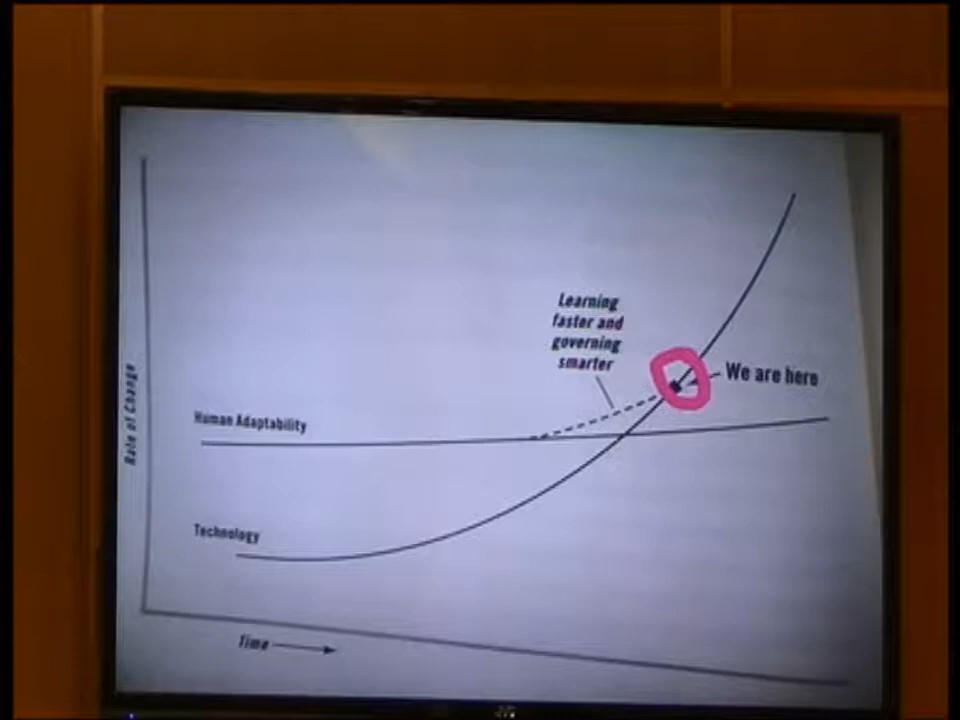 Learning
faster and
governing
smarter
We are here
Rate of Change
Human Adaptability
Technology
Time